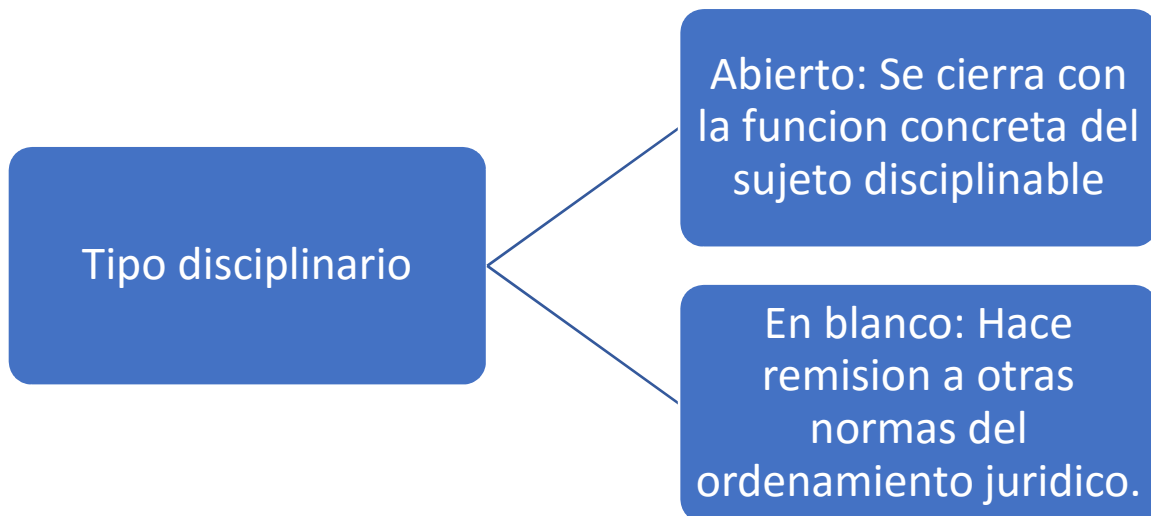 Tipo disciplinario
Abierto: Se cierra con
la funcion concreta del
sujeto disciplinable
En blanco: Hace
remision a otras
normas del
ordenamiento juridico.